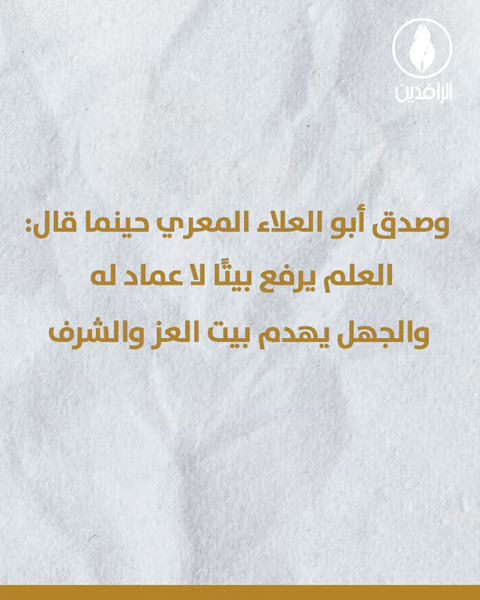 الرافدين
وصدق أبو العلاء المعري حينما قال:
العلم يرفع بيتًا لا عماد له
والجهل يهدم بيت العز والشرف